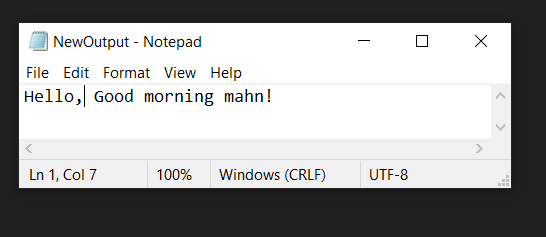 NewOutput - Notepad
File Edit Format View Help
Hello, Good morning mahn!
Ln 1, Col 7 100% Windows (CRLF) UTF-8